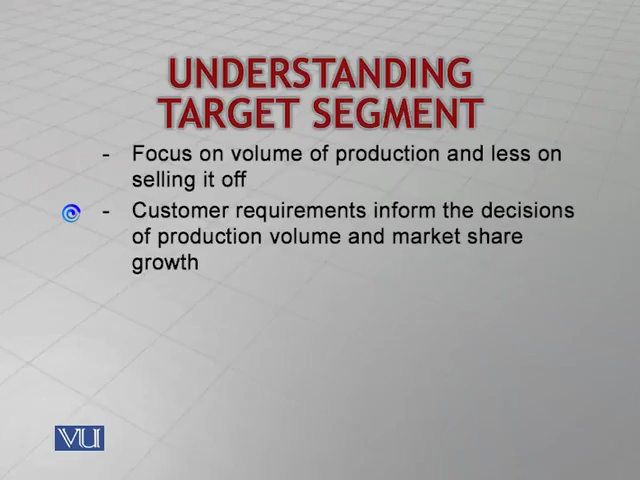 UNDERSTANDING
TARGET SEGMENT
- Focus on volume of production and less on
selling it off
- Customer requirements inform the decisions
of production volume and market share
growth
VU